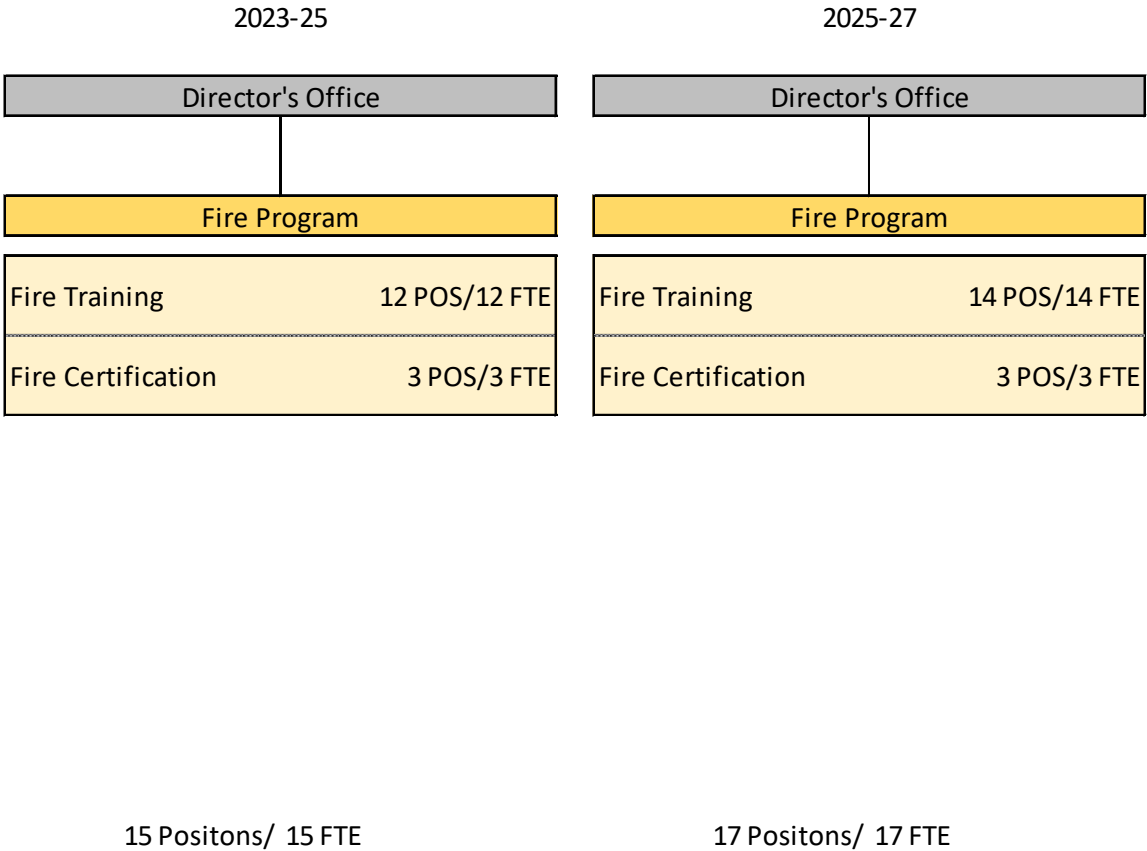 2023-25
2025-27
Director's Office
Director's Office
Fire Program
Fire Program
Fire Training 12 POS/12 FTE
Fire Training 14 POS/14 FTE
Fire Certification 3 POS/3 FTE
Fire Certification 3 POS/3 FTE
15 Positons/ 15 FTE
17 Positons/ 17 FTE